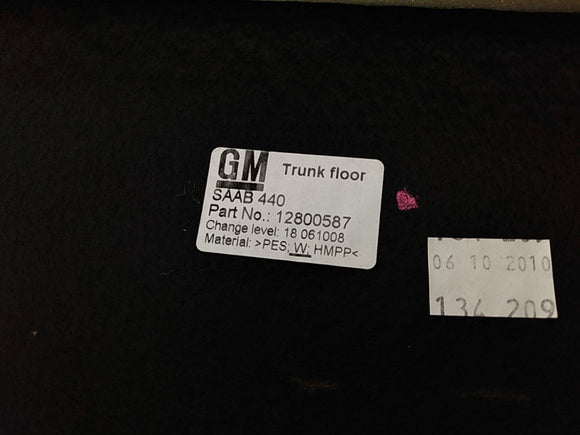 GM Trunk floor
SAAB 440
Part No.: 12800587
Change level: 18 061008
Material: >PES; W; HMPP<
06 10 2010
134 209